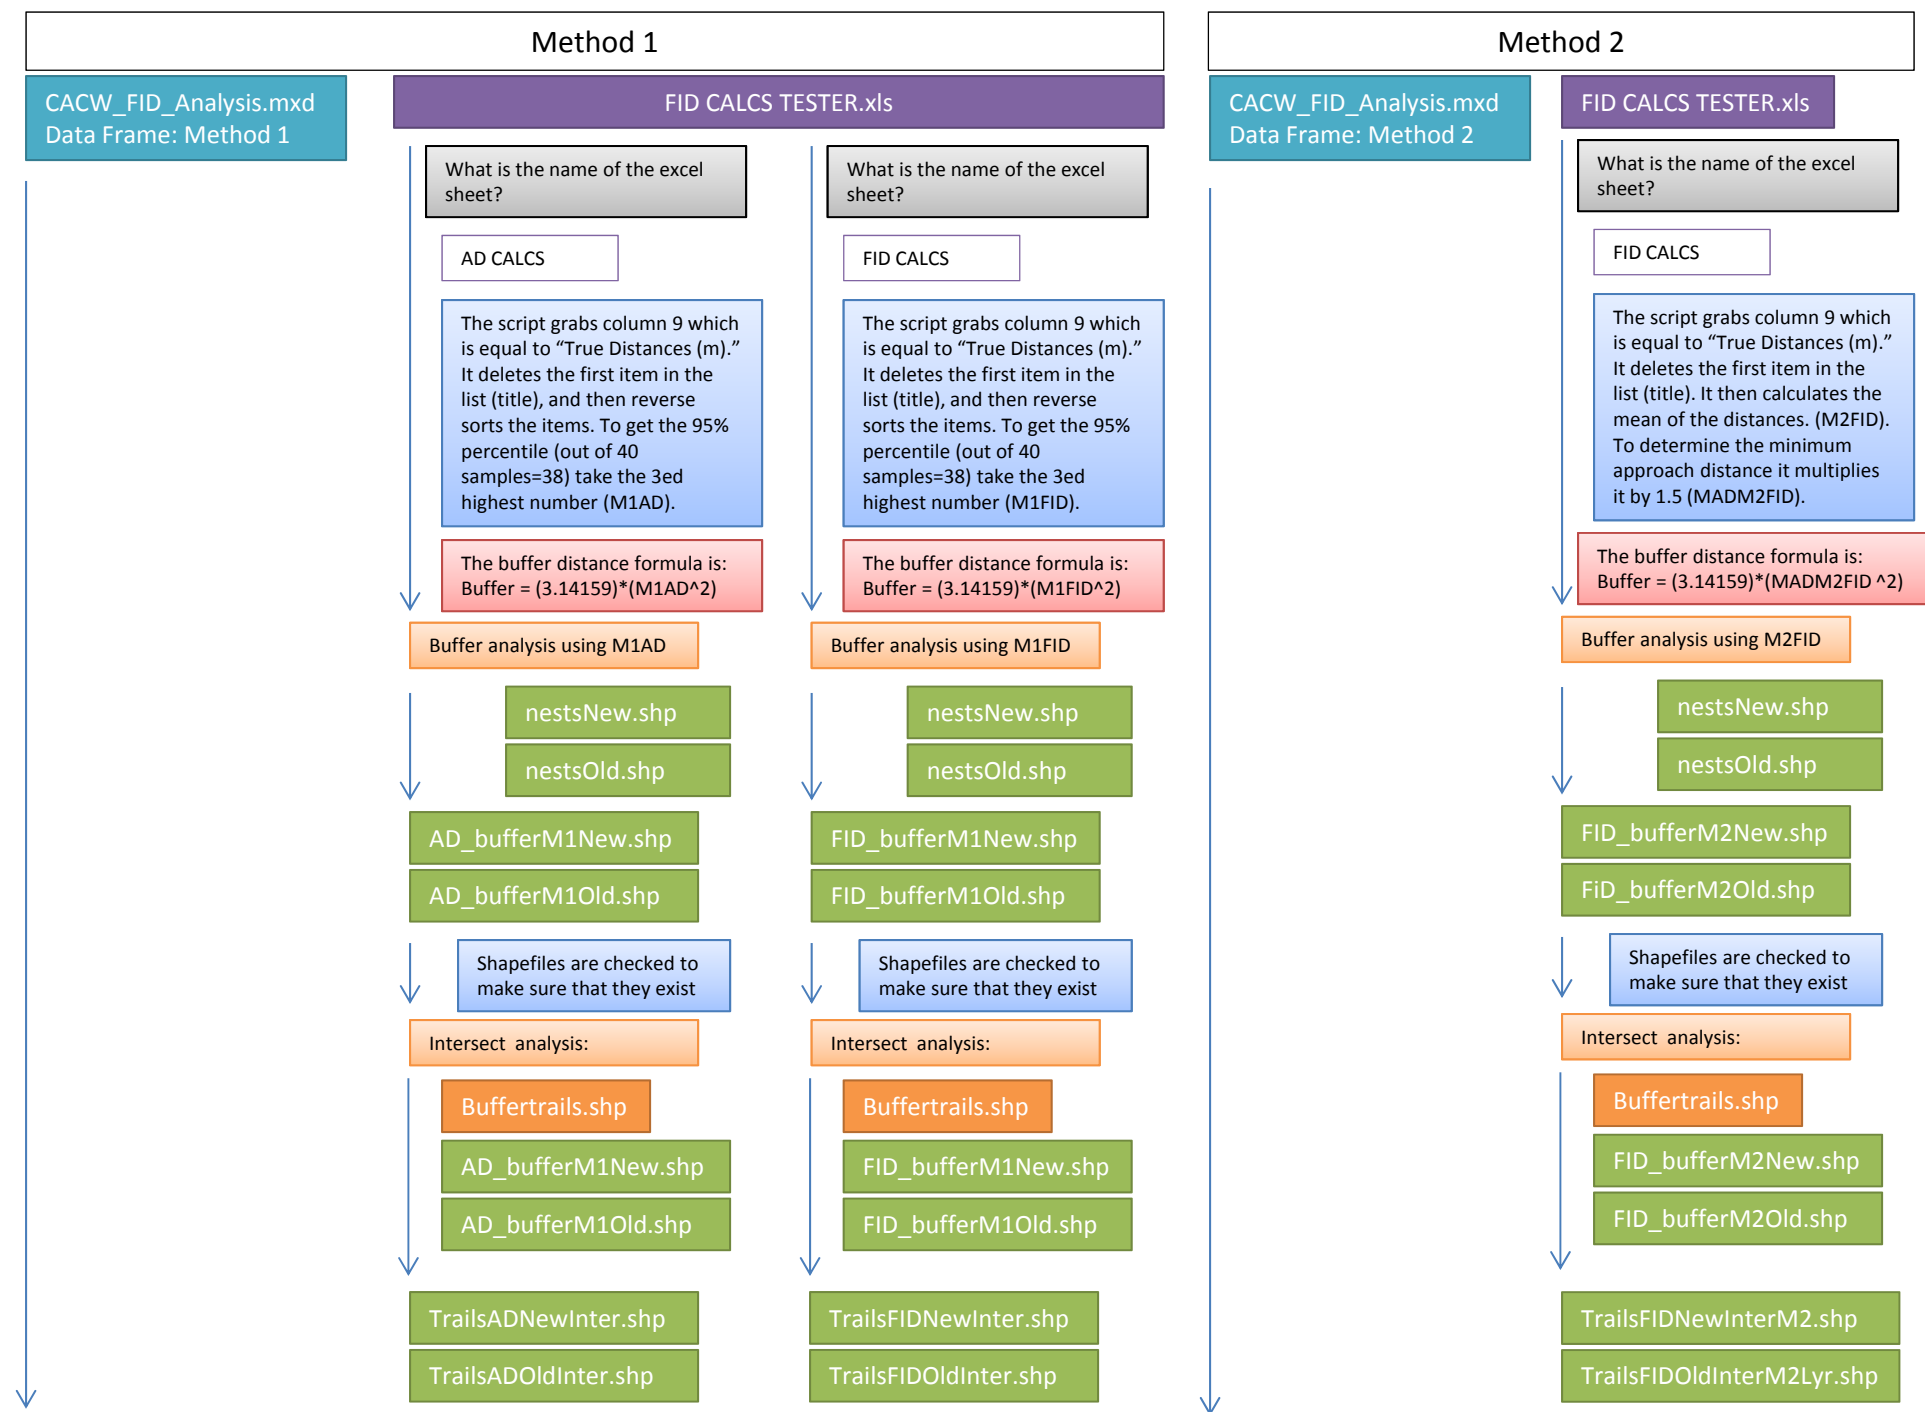 Method 1
CACW_FID_Analysis.mxd
Data Frame: Method 1
FID CALCS TESTER.xls
What is the name of the excel
sheet?
AD CALCS
The script grabs column 9 which
is equal to “True Distances (m).”
It deletes the first item in the
list (title), and then reverse
sorts the items. To get the 95%
percentile (out of 40
samples=38) take the 3ed
highest number (M1AD).
The buffer distance formula is:
Buffer = (3.14159)*(M1AD^2)
Buffer analysis using M1AD
nestsNew.shp
nestsOld.shp
AD_bufferM1New.shp
AD_bufferM1Old.shp
Shapefiles are checked to
make sure that they exist
Intersect analysis:
Buffertrails.shp
AD_bufferM1New.shp
AD_bufferM1Old.shp
TrailsADNewInter.shp
TrailsADOldInter.shp
What is the name of the excel
sheet?
FID CALCS
The script grabs column 9 which
is equal to “True Distances (m).”
It deletes the first item in the
list (title), and then reverse
sorts the items. To get the 95%
percentile (out of 40
samples=38) take the 3ed
highest number (M1FID).
The buffer distance formula is:
Buffer = (3.14159)*(M1FID^2)
Buffer analysis using M1FID
nestsNew.shp
nestsOld.shp
FID_bufferM1New.shp
FID_bufferM1Old.shp
Shapefiles are checked to
make sure that they exist
Intersect analysis:
Buffertrails.shp
FID_bufferM1New.shp
FID_bufferM1Old.shp
TrailsFIDNewInter.shp
TrailsFIDOldInter.shp
Method 2
CACW_FID_Analysis.mxd
Data Frame: Method 2
FID CALCS TESTER.xls
What is the name of the excel
sheet?
FID CALCS
The script grabs column 9 which
is equal to “True Distances (m).”
It deletes the first item in the
list (title). It then calculates the
mean of the distances. (M2FID).
To determine the minimum
approach distance it multiplies
it by 1.5 (MADM2FID).
The buffer distance formula is:
Buffer = (3.14159)*(MADM2FID ^2)
Buffer analysis using M2FID
nestsNew.shp
nestsOld.shp
FID_bufferM2New.shp
FiD_bufferM2Old.shp
Shapefiles are checked to
make sure that they exist
Intersect analysis:
Buffertrails.shp
FID_bufferM2New.shp
FID_bufferM2Old.shp
TrailsFIDNewInterM2.shp
TrailsFIDOldInterM2Lyr.shp